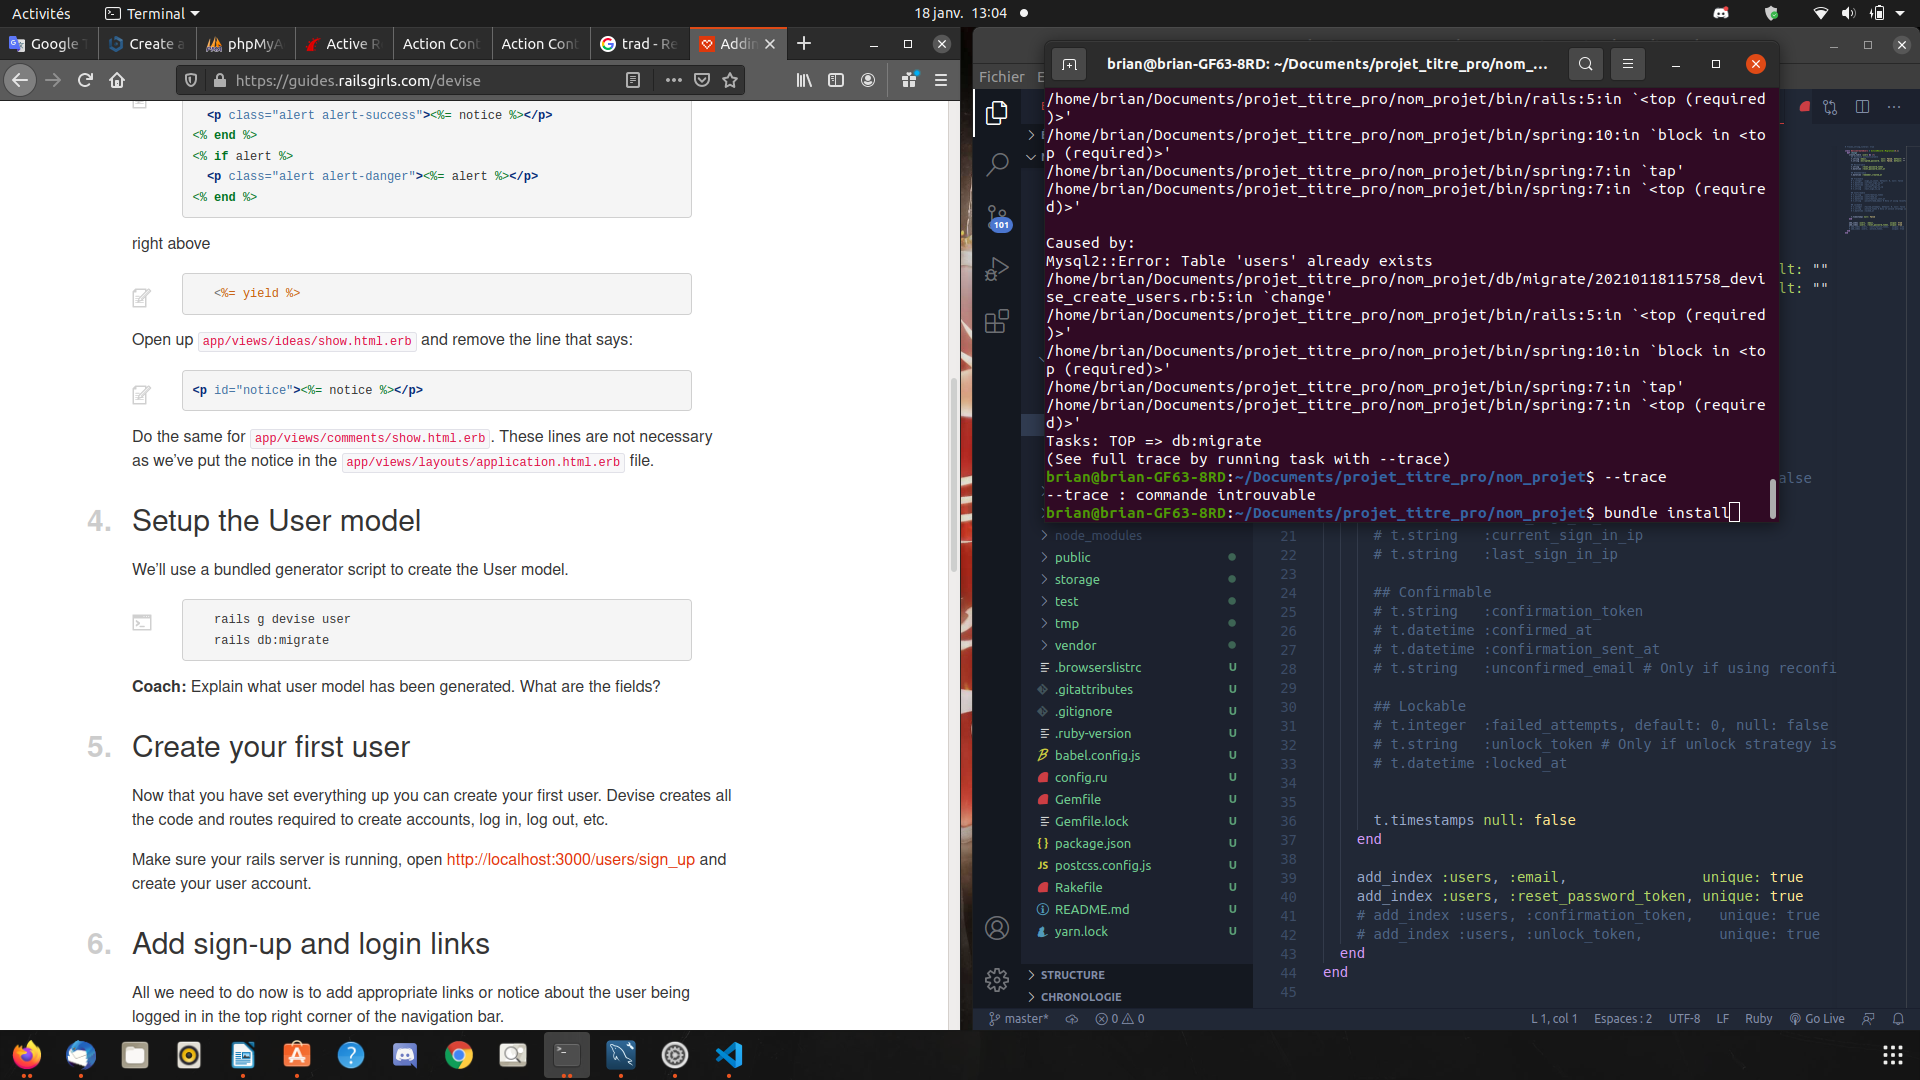 Activités
Terminal
18 janv. 13:04
Google T
Create a
phpMyA
Active R
Action Cont
Action Cont
trad - Re
Addin
https://guides.railsgirls.com/devise
<p class="alert alert-success"><%= notice %></p>
<% end %>
<% if alert %>
<p class="alert alert-danger"><%= alert %></p>
<% end %>
right above
<%= yield %>
Open up app/views/ideas/show.html.erb and remove the line that says:
<p id="notice"><%= notice %></p>
Do the same for app/views/comments/show.html.erb. These lines are not necessary
as we've put the notice in the app/views/layouts/application.html.erb file.
4. Setup the User model
We'll use a bundled generator script to create the User model.
rails g devise user
rails db:migrate
Coach: Explain what user model has been generated. What are the fields?
5. Create your first user
Now that you have set everything up you can create your first user. Devise creates all
the code and routes required to create accounts, log in, log out, etc.
Make sure your rails server is running, open http://localhost:3000/users/sign_up and
create your user account.
6. Add sign-up and login links
All we need to do now is to add appropriate links or notice about the user being
logged in in the top right corner of the navigation bar.
Fichier
brian@brian-GF63-8RD: ~/Documents/projet_titre_pro/nom_...
/home/brian/Documents/projet_titre_pro/nom_projet/bin/rails:5:in `<top (required
)>'
/home/brian/Documents/projet_titre_pro/nom_projet/bin/spring:10:in `block in <to
p (required)>'
/home/brian/Documents/projet_titre_pro/nom_projet/bin/spring:7:in `tap'
/home/brian/Documents/projet_titre_pro/nom_projet/bin/spring:7:in `<top (require
d)>'
Caused by:
Mysql2::Error: Table 'users' already exists
/home/brian/Documents/projet_titre_pro/nom_projet/db/migrate/20210118115758_devi
se_create_users.rb:5:in `change'
/home/brian/Documents/projet_titre_pro/nom_projet/bin/rails:5:in `<top (required
)>'
/home/brian/Documents/projet_titre_pro/nom_projet/bin/spring:10:in `block in <to
p (required)>'
/home/brian/Documents/projet_titre_pro/nom_projet/bin/spring:7:in `tap'
/home/brian/Documents/projet_titre_pro/nom_projet/bin/spring:7:in `<top (require
d)>'
Tasks: TOP => db:migrate
(See full trace by running task with --trace)
brian@brian-GF63-8RD:~/Documents/projet_titre_pro/nom_projet$ --trace
--trace : commande introuvable
brian@brian-GF63-8RD:~/Documents/projet_titre_pro/nom_projet$ bundle install
101
lt: ""
lt: ""
alse
node_modules
public
storage
test
tmp
vendor
.browserslistrc U
.gitattributes U
.gitignore U
.ruby-version U
babel.config.js U
config.ru U
Gemfile U
Gemfile.lock U
package.json U
postcss.config.js U
Rakefile U
README.md U
yarn.lock U
STRUCTURE
CHRONOLOGIE
21 # t.string :current_sign_in_ip
22 # t.string :last_sign_in_ip
23
24 ## Confirmable
25 # t.string :confirmation_token
26 # t.datetime :confirmed_at
27 # t.datetime :confirmation_sent_at
28 # t.string :unconfirmed_email # Only if using reconfi
29
30 ## Lockable
31 # t.integer :failed_attempts, default: 0, null: false
32 # t.string :unlock_token # Only if unlock strategy is
33 # t.datetime :locked_at
34
35
36 t.timestamps null: false
37 end
38
39 add_index :users, :email, unique: true
40 add_index :users, :reset_password_token, unique: true
41 # add_index :users, :confirmation_token, unique: true
42 # add_index :users, :unlock_token, unique: true
43 end
44 end
45
master*
0 0
L 1, col 1
Espaces : 2
UTF-8
LF
Ruby
Go Live